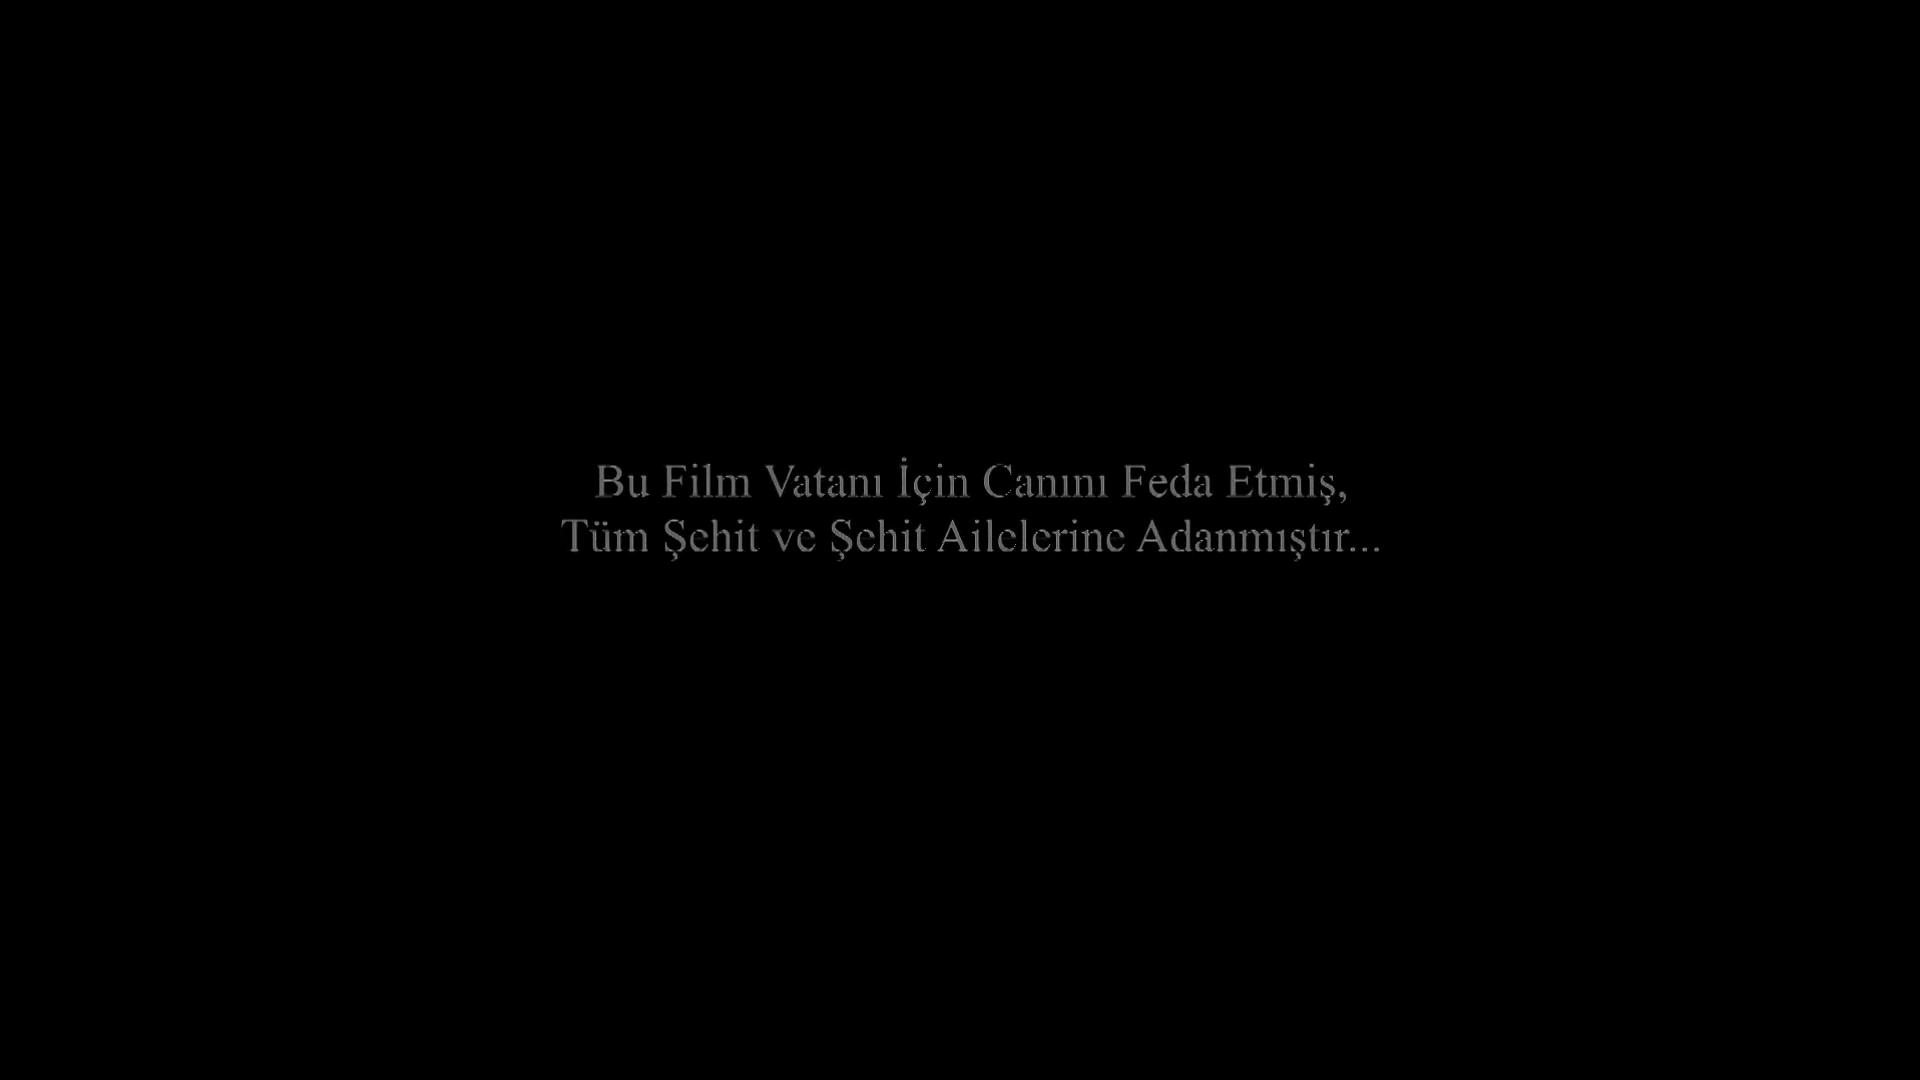 Bu Film Vatanı İçin Canını Feda Etmiş,
Tüm Şehit ve Şehit Ailelerine Adanmıştır...